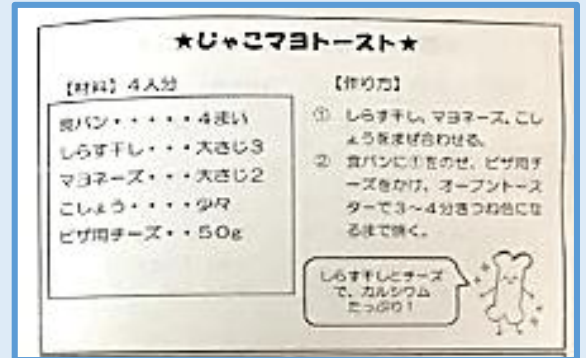 ★じゃこマヨトースト★
【材料】4人分
食パン・・・・・4まい
しらす干し・・・大さじ3
マヨネーズ・・・大さじ2
こしょう・・・・少々
ピザ用チーズ・・50g
【作り方】
① しらす干し、マヨネーズ、こし
ょうをまぜ合わせる。
② 食パンに①をのせ、ピザ用チ
ーズをかけ、オーブントース
ターで3~4分きつね色にな
るまで焼く。
しらす干しとチーズ
で、カルシウム
たっぷり!